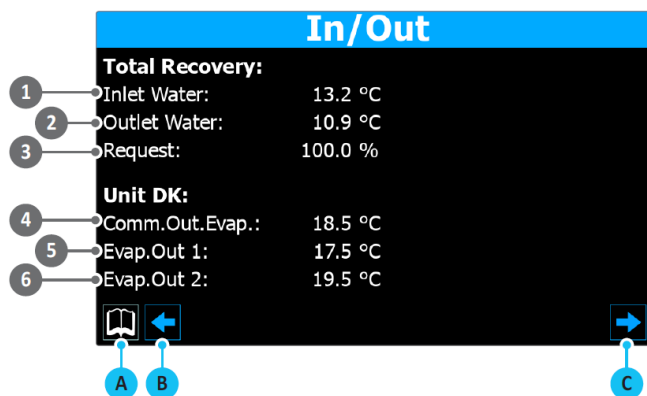 In/Out
Total Recovery:
1 Inlet Water: 13.2 °C
2 Outlet Water: 10.9 °C
3 Request: 100.0 %
Unit DK:
4 Comm.Out.Evap.: 18.5 °C
5 Evap.Out 1: 17.5 °C
6 Evap.Out 2: 19.5 °C
A B C